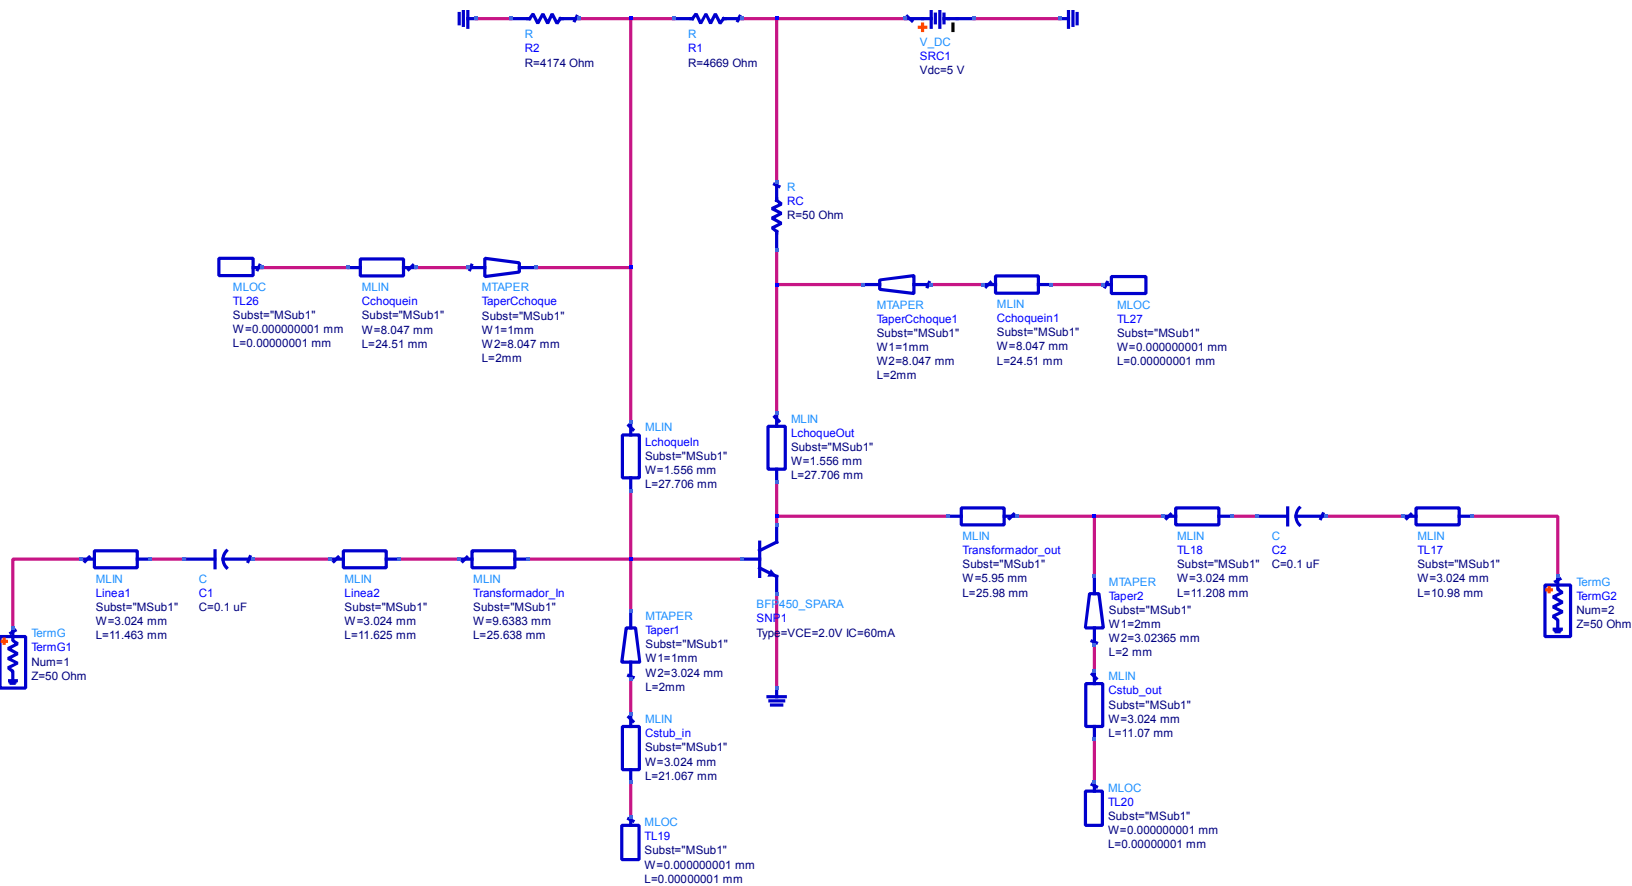 R
R2
R=4174 Ohm
R
R1
R=4669 Ohm
V_DC
SRC1
Vdc=5 V
R
RC
R=50 Ohm
MLOC
TL26
Subst="MSub1"
W=0.000000001 mm
L=0.00000001 mm
MLIN
Cchoquein
Subst="MSub1"
W=8.047 mm
L=24.51 mm
MTAPER
TaperCchoque
Subst="MSub1"
W1=1mm
W2=8.047 mm
L=2mm
MTAPER
TaperCchoque1
Subst="MSub1"
W1=1mm
W2=8.047 mm
L=2mm
MLIN
Cchoquein1
Subst="MSub1"
W=8.047 mm
L=24.51 mm
MLOC
TL27
Subst="MSub1"
W=0.000000001 mm
L=0.00000001 mm
MLIN
LchoqueIn
Subst="MSub1"
W=1.556 mm
L=27.706 mm
MLIN
LchoqueOut
Subst="MSub1"
W=1.556 mm
L=27.706 mm
TermG
TermG1
Num=1
Z=50 Ohm
MLIN
Linea1
Subst="MSub1"
W=3.024 mm
L=11.463 mm
C
C1
C=0.1 uF
MLIN
Linea2
Subst="MSub1"
W=3.024 mm
L=11.625 mm
MLIN
Transformador_In
Subst="MSub1"
W=9.6383 mm
L=25.638 mm
BFP450_SPARA
SNP1
Type=VCE=2.0V IC=60mA
MTAPER
Taper1
Subst="MSub1"
W1=1mm
W2=3.024 mm
L=2mm
MLIN
Cstub_in
Subst="MSub1"
W=3.024 mm
L=21.067 mm
MLOC
TL19
Subst="MSub1"
W=0.000000001 mm
L=0.00000001 mm
MLIN
Transformador_out
Subst="MSub1"
W=5.95 mm
L=25.98 mm
MTAPER
Taper2
Subst="MSub1"
W1=2mm
W2=3.02365 mm
L=2 mm
MLIN
Cstub_out
Subst="MSub1"
W=3.024 mm
L=11.07 mm
MLOC
TL20
Subst="MSub1"
W=0.000000001 mm
L=0.00000001 mm
MLIN
TL18
Subst="MSub1"
W=3.024 mm
L=11.208 mm
C
C2
C=0.1 uF
MLIN
TL17
Subst="MSub1"
W=3.024 mm
L=10.98 mm
TermG
TermG2
Num=2
Z=50 Ohm